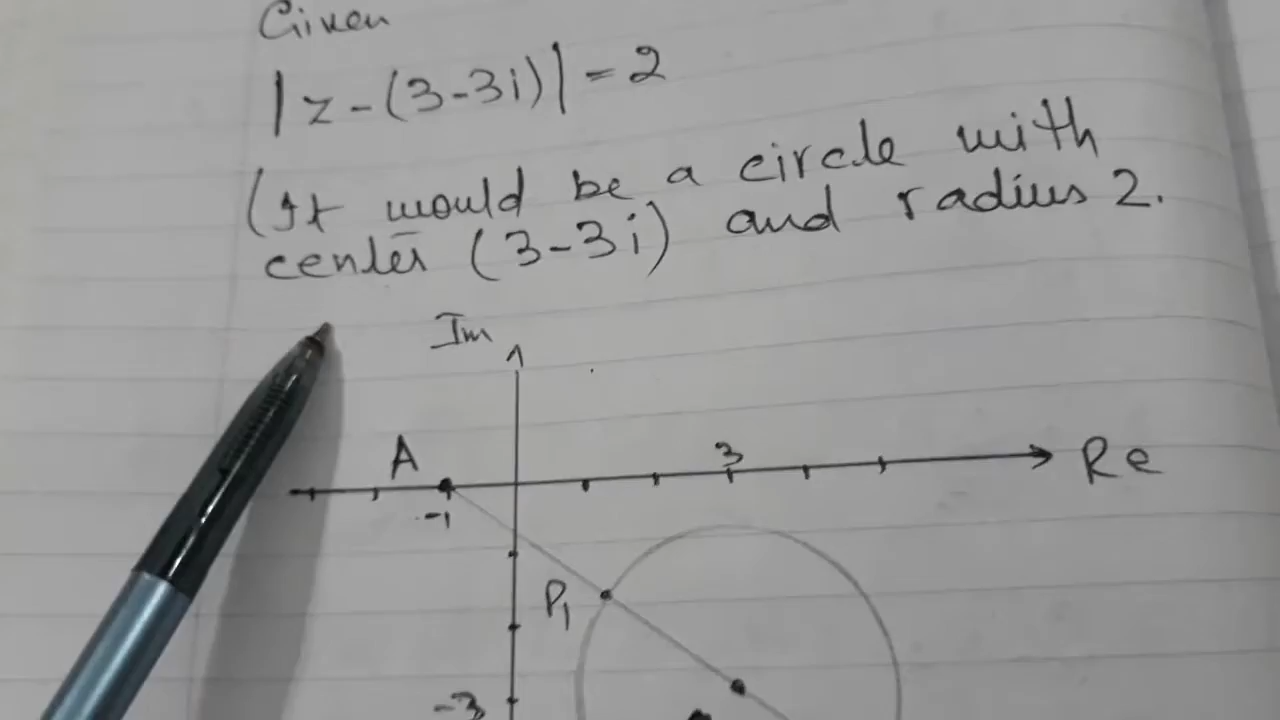 Given
|z-(3-3i)|=2
(It would be a circle with
center (3-3i) and radius 2.
Im
A
3
Re
-1
P₁
-3